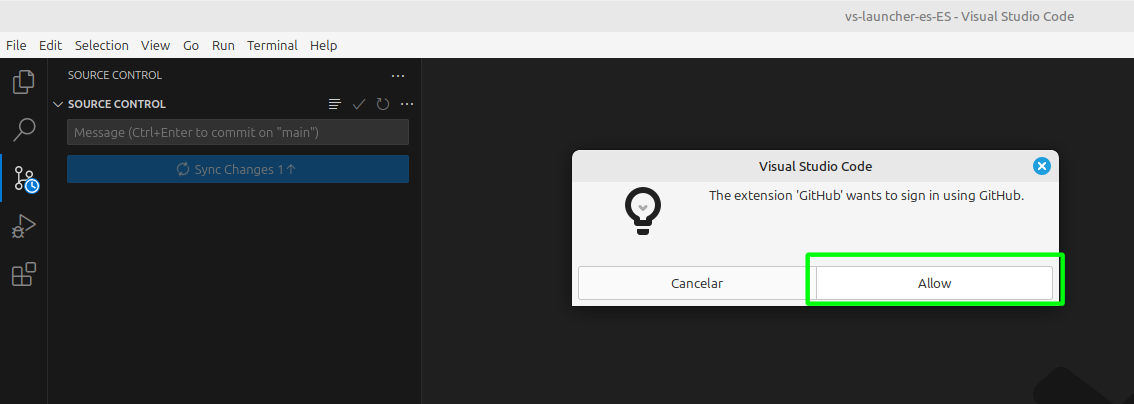 vs-launcher-es-ES - Visual Studio Code
File Edit Selection View Go Run Terminal Help
SOURCE CONTROL
SOURCE CONTROL
Message (Ctrl+Enter to commit on "main")
Sync Changes 1↑
Visual Studio Code
The extension 'GitHub' wants to sign in using GitHub.
Cancelar Allow